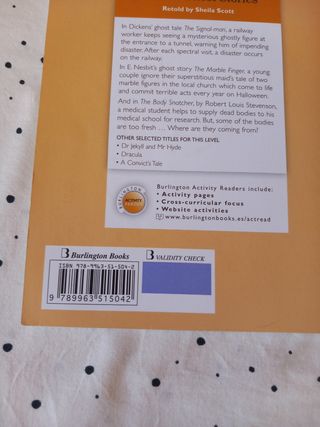 Stories
Retold by Sheila Scott
In Dickens' ghost tale The Signal-man, a railway
worker keeps seeing a mysterious ghostly figure at
the entrance to a tunnel, warning him of impending
disaster. After each spectral visit, a disaster occurs
on the railway.
In E. Nesbit's ghost story The Marble Finger, a young
couple ignore their superstitious maid's tale of two
marble figures in the local church which come to life
and commit terrible acts every year on Halloween.
And in The Body Snatcher, by Robert Louis Stevenson,
a medical student helps to supply dead bodies to his
medical school for research. But, some of the bodies
are too fresh ... Where are they coming from?
OTHER SELECTED TITLES FOR THIS LEVEL
• Dr Jekyll and Mr Hyde
• Dracula
• A Convict's Tale
BURLINGTON
ACTIVITY
READERS
Burlington Activity Readers include:
• Activity pages
• Cross-curricular focus
• Website activities
www.burlingtonbooks.es/actread
B Burlington Books
B VALIDITY CHECK
ISBN 978-9963-51-504-2
9 789963 515042